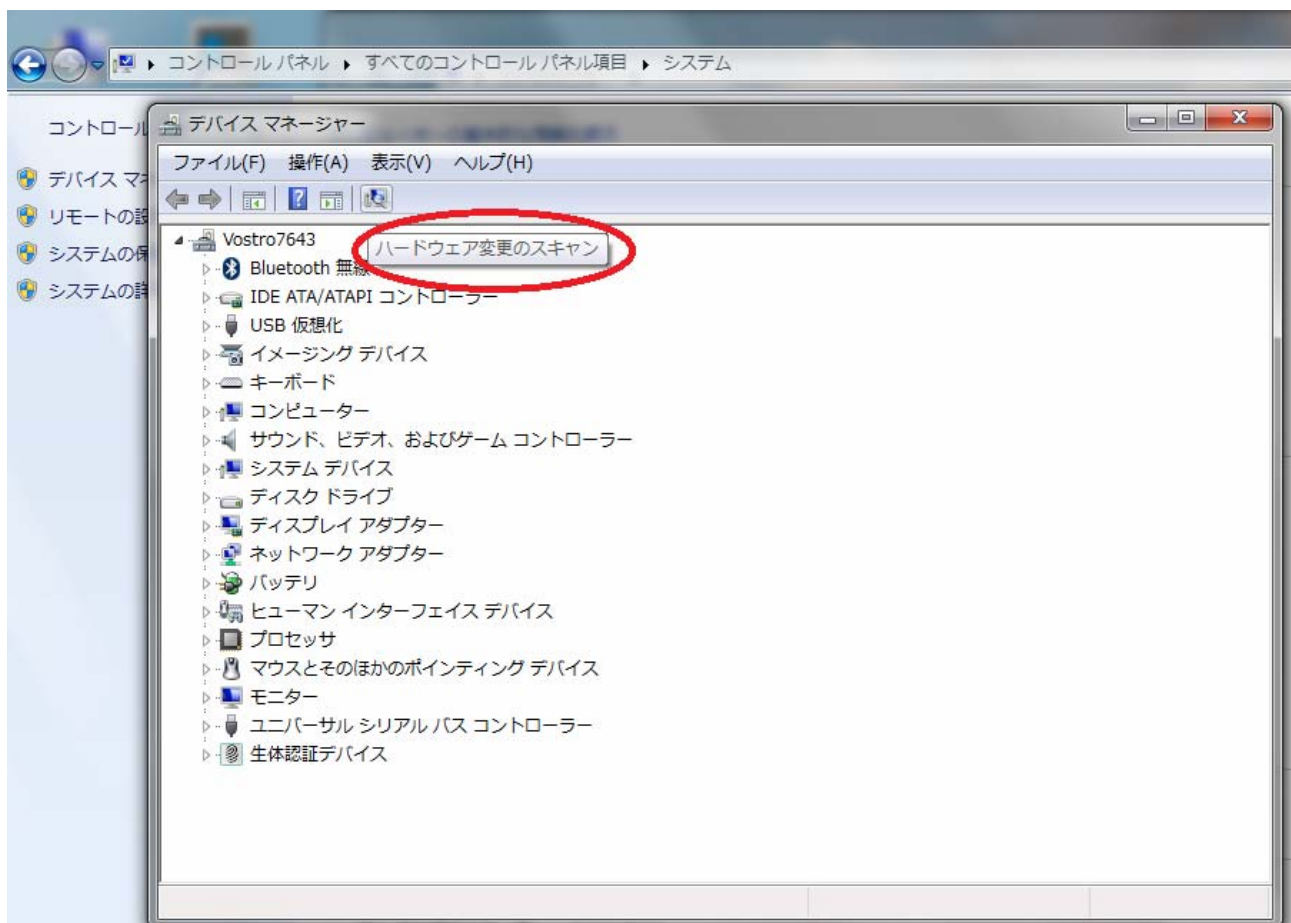 コントロール パネル ▸ すべてのコントロール パネル項目 ▸ システム
コントロール
デバイス マネージャー
ファイル(F) 操作(A) 表示(V) ヘルプ(H)
デバイス マ
リモートの設
システムの保
システムの詳
Vostro7643
ハードウェア変更のスキャン
Bluetooth 無線
IDE ATA/ATAPI コントローラー
USB 仮想化
イメージング デバイス
キーボード
コンピューター
サウンド、ビデオ、およびゲーム コントローラー
システム デバイス
ディスク ドライブ
ディスプレイ アダプター
ネットワーク アダプター
バッテリ
ヒューマン インターフェイス デバイス
プロセッサ
マウスとそのほかのポインティング デバイス
モニター
ユニバーサル シリアル バス コントローラー
生体認証デバイス